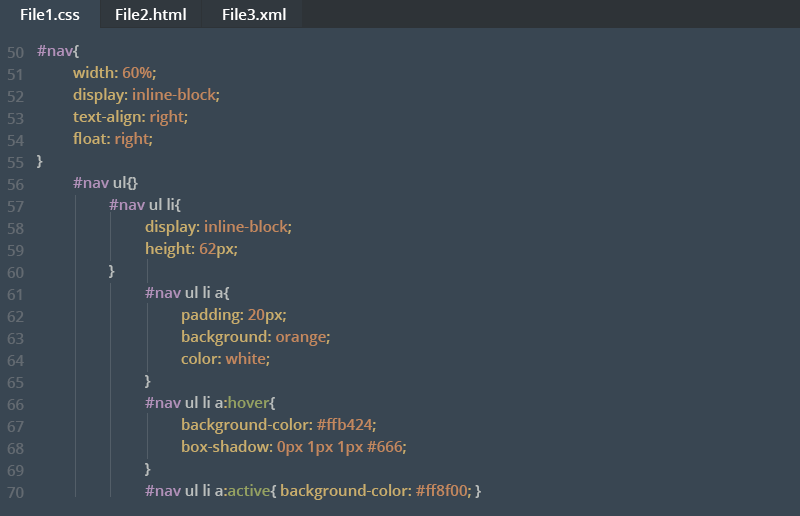 File1.css File2.html File3.xml
50 #nav{
51 width: 60%;
52 display: inline-block;
53 text-align: right;
54 float: right;
55 }
56 #nav ul{}
57 #nav ul li{
58 display: inline-block;
59 height: 62px;
60 }
61 #nav ul li a{
62 padding: 20px;
63 background: orange;
64 color: white;
65 }
66 #nav ul li a:hover{
67 background-color: #ffb424;
68 box-shadow: 0px 1px 1px #666;
69 }
70 #nav ul li a:active{ background-color: #ff8f00; }